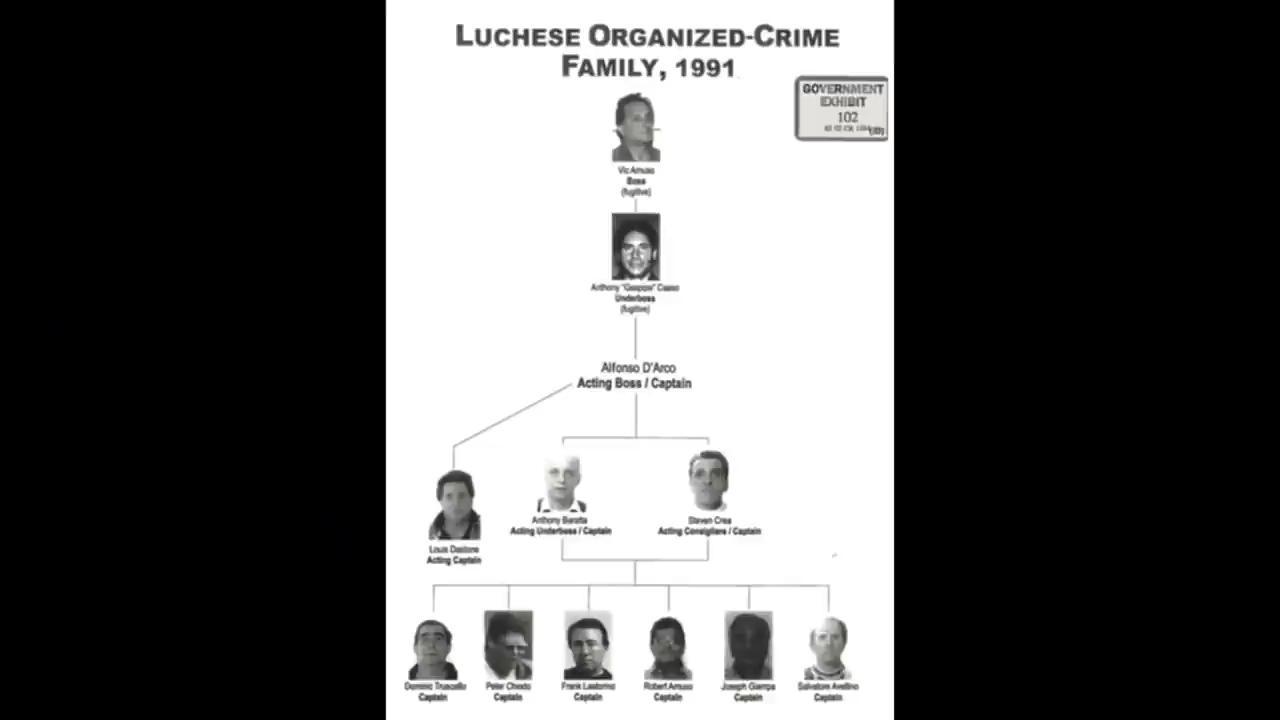 LUCHESE ORGANIZED-CRIME
FAMILY, 1991
GOVERNMENT
EXHIBIT
102
Vic Amuso
Boss
(fugitive)
Anthony "Gaspipe" Casso
Underboss
(fugitive)
Alfonso D'Arco
Acting Boss / Captain
Anthony Baratta
Acting Underboss / Captain
Steven Crea
Acting Consigliere / Captain
Louis Daidone
Acting Captain
Dominic Truscello
Captain
Peter Chiodo
Captain
Frank Lastorino
Captain
Robert Amuso
Captain
Joseph Giampa
Captain
Salvatore Avellino
Captain